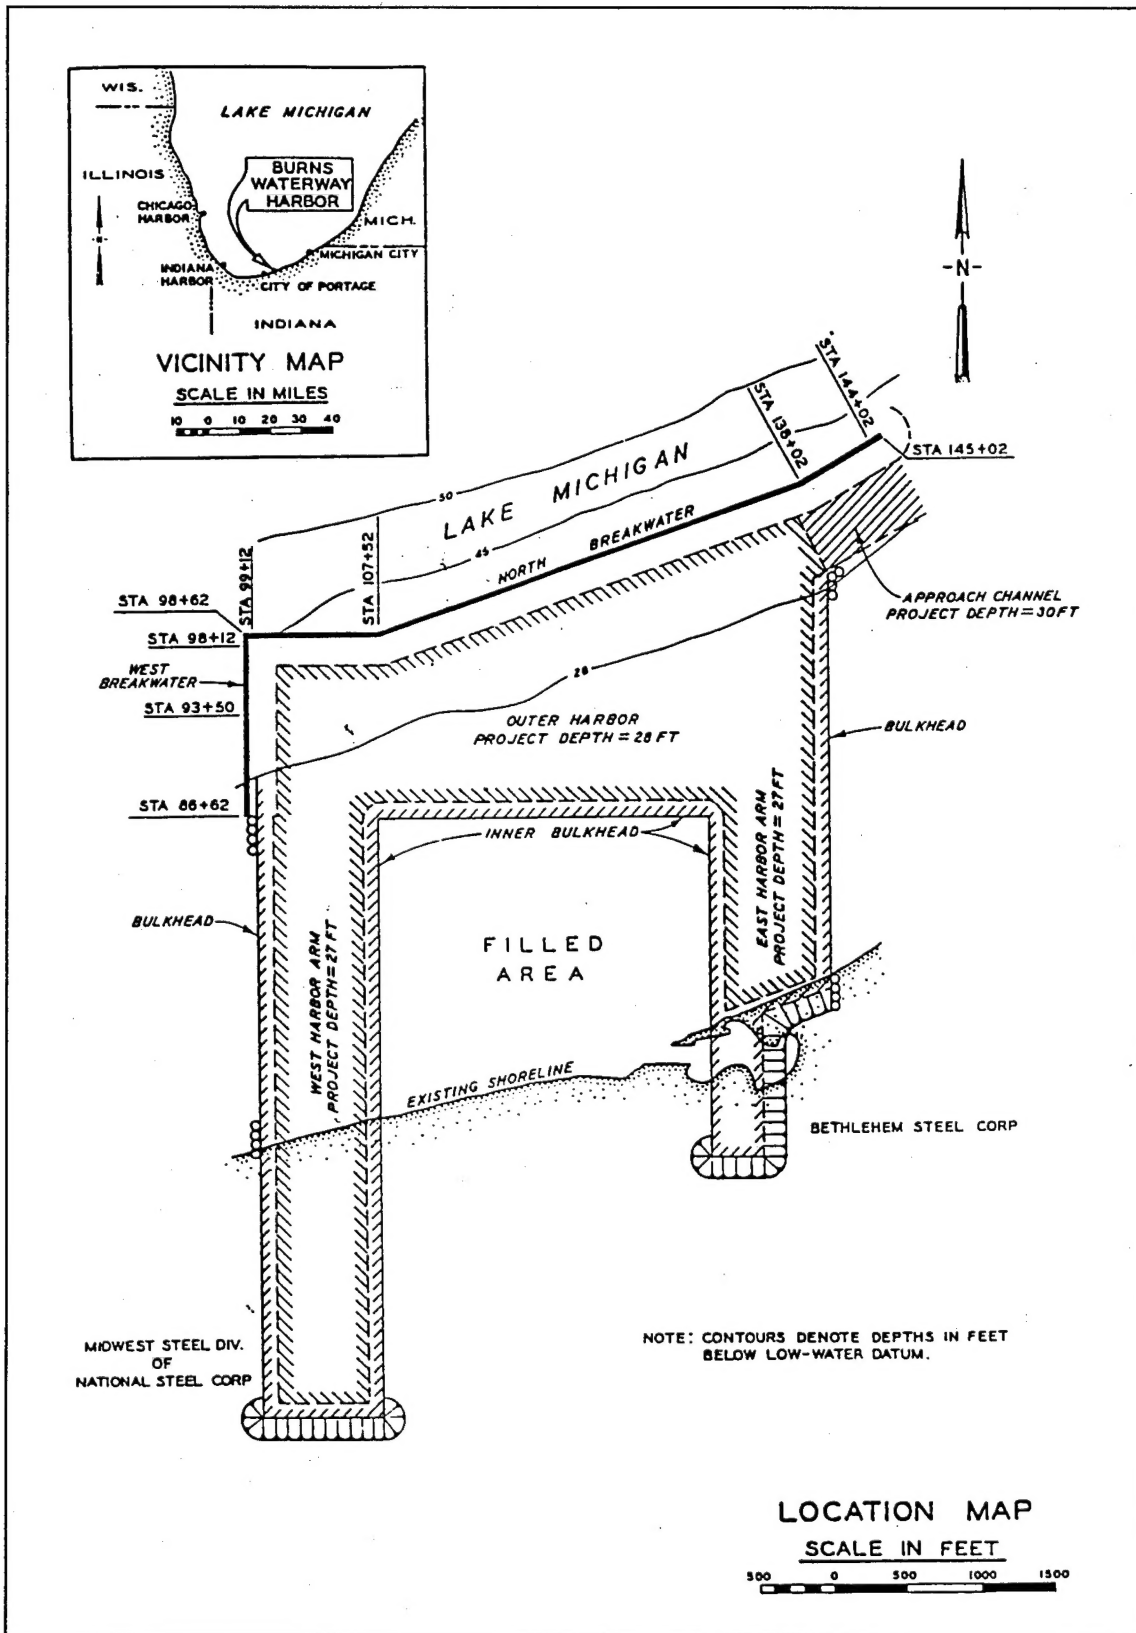 WIS.
LAKE MICHIGAN
BURNS
WATERWAY
HARBOR
ILLINOIS
CHICAGO
HARBOR
MICH.
N
MICHIGAN CITY
INDIANA
HARBOR
CITY OF PORTAGE
INDIANA
VICINITY MAP
SCALE IN MILES
10 0 10 20 30 40
-N-
STA 144+02
STA 138+02
STA 145+02
50
LAKE MICHIGAN
45
NORTH BREAKWATER
STA 99+12
STA 107+52
STA 98+62
STA 98+12
APPROACH CHANNEL
PROJECT DEPTH=30FT
WEST
BREAKWATER
STA 93+50
28
OUTER HARBOR
PROJECT DEPTH=28 FT
BULKHEAD
STA 86+62
INNER BULKHEAD
EAST HARBOR ARM
PROJECT DEPTH=27 FT
BULKHEAD
FILLED
AREA
WEST HARBOR ARM
PROJECT DEPTH=27 FT
EXISTING SHORELINE
BETHLEHEM STEEL CORP
MIDWEST STEEL DIV.
OF
NATIONAL STEEL CORP
NOTE: CONTOURS DENOTE DEPTHS IN FEET
BELOW LOW-WATER DATUM.
LOCATION MAP
SCALE IN FEET
500 0 500 1000 1500